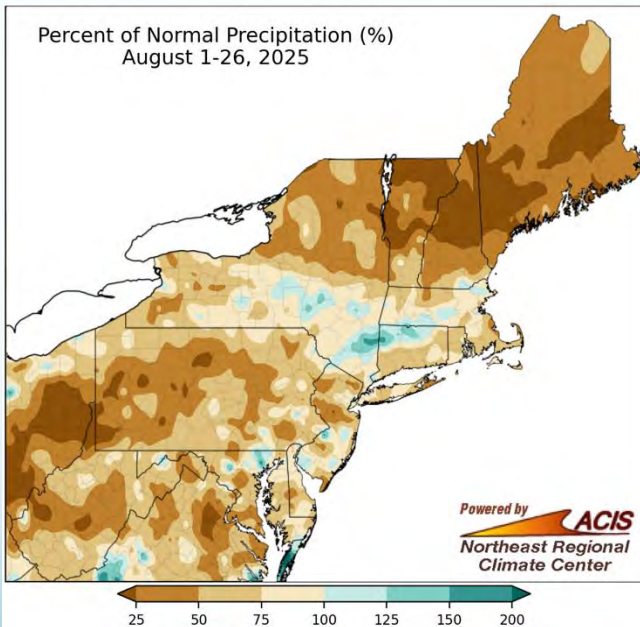 Percent of Normal Precipitation (%)
August 1-26, 2025
Powered by
ACIS
Northeast Regional
Climate Center
25 50 75 100 125 150 200